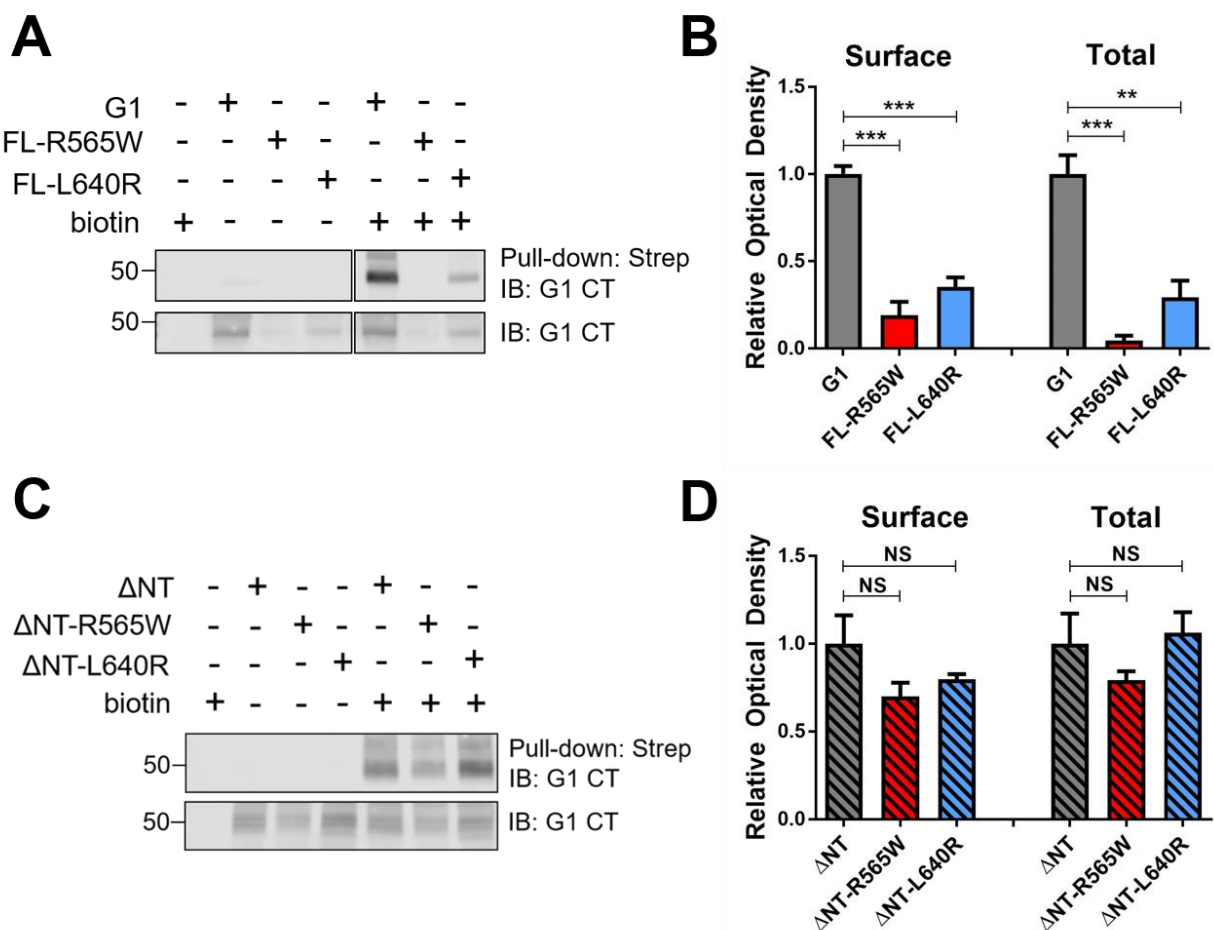 A
G1 - + - - + - -
FL-R565W - - + - - + -
FL-L640R - - - + - - +
biotin + - - - + + +
50
Pull-down: Strep
IB: G1 CT
50
IB: G1 CT
B
Surface Total
Relative Optical Density
1.5
1.0
0.5
0.0
*** *** *** **
G1 FL-R565W FL-L640R G1 FL-R565W FL-L640R
C
ΔNT - + - - + - -
ΔNT-R565W - - + - - + -
ΔNT-L640R - - - + - - +
biotin + - - - + + +
50
Pull-down: Strep
IB: G1 CT
50
IB: G1 CT
D
Surface Total
Relative Optical Density
1.5
1.0
0.5
0.0
NS NS NS NS
ΔNT ΔNT-R565W ΔNT-L640R ΔNT ΔNT-R565W ΔNT-L640R